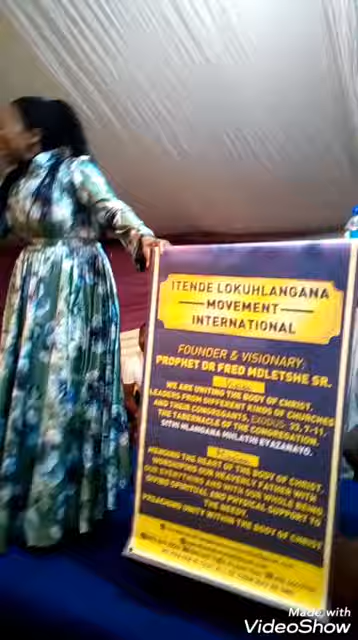 ITENDE LOKUHLANGANA
MOVEMENT
INTERNATIONAL
FOUNDER & VISIONARY:
PROPHET DR FRED MDLETSHE SR.
WE ARE UNITING THE BODY OF CHRIST.
LEADERS FROM DIFFERENT KINDS OF CHURCHES
AND THEIR CONGREGANTS. EXODUS: 33, 7-11,
THE TABERNACLE OF THE CONGREGATION.
SITHI HLANGANA
MENDING THE HEART OF THE BODY OF CHRIST,
WORSHIPING OUR HEAVENLY FATHER WITH
OUR EVERYTHING AND WITH OUR WHOLE BEING
GIVING SPIRITUAL AND PHYSICAL SUPPORT TO
THE NEEDY.
PREACHING UNITY WITHIN THE BODY OF CHRIST
Made with
VideoShow